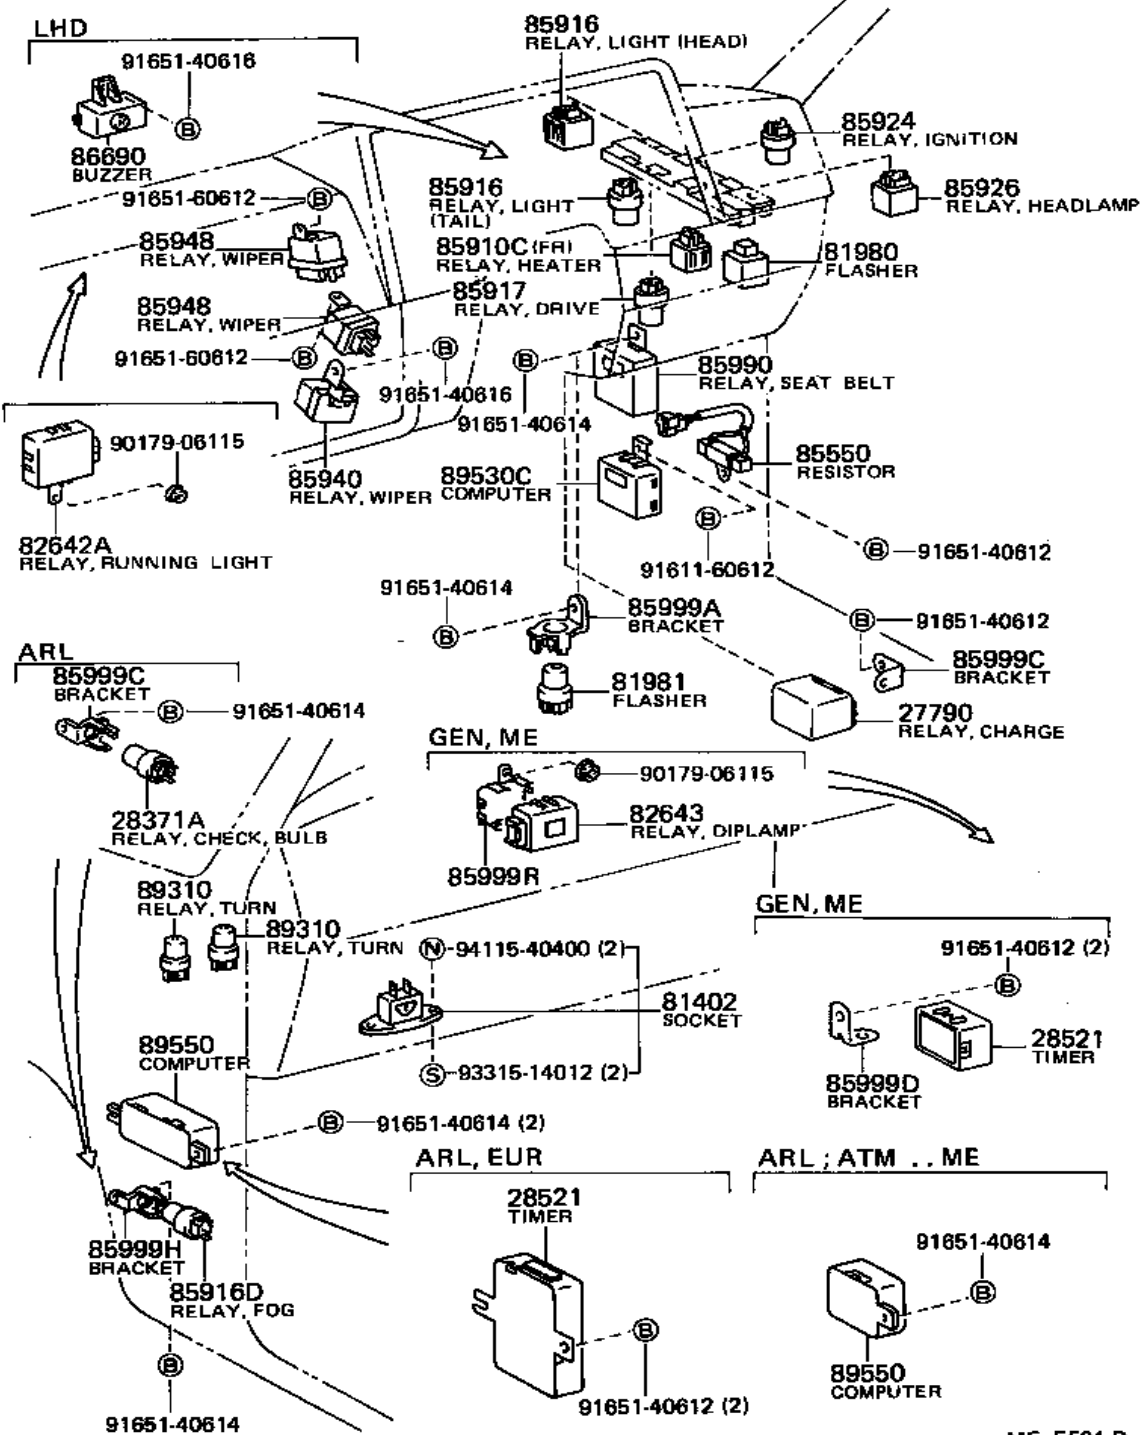 LHD
91651-40616
B
86690
BUZZER
91651-60612
B
85948
RELAY, WIPER
85948
RELAY, WIPER
91651-60612
B
B
91651-40616
85940
RELAY, WIPER
90179-06115
82642A
RELAY, RUNNING LIGHT
85916
RELAY, LIGHT (HEAD)
85924
RELAY, IGNITION
85916
RELAY, LIGHT
(TAIL)
85926
RELAY, HEADLAMP
85910C (FR)
RELAY, HEATER
81980
FLASHER
85917
RELAY, DRIVE
B
91651-40614
85990
RELAY, SEAT BELT
85550
RESISTOR
89530C
COMPUTER
B
91611-60612
B
91651-40612
91651-40614
B
85999A
BRACKET
B
91651-40612
85999C
BRACKET
81981
FLASHER
27790
RELAY, CHARGE
ARL
85999C
BRACKET
B
91651-40614
28371A
RELAY, CHECK, BULB
GEN, ME
90179-06115
82643
RELAY, DIPLAMP
85999R
89310
RELAY, TURN
89310
RELAY, TURN
N
94115-40400 (2)
81402
SOCKET
S
93315-14012 (2)
GEN, ME
91651-40612 (2)
B
28521
TIMER
85999D
BRACKET
89550
COMPUTER
B
91651-40614 (2)
85999H
BRACKET
85916D
RELAY, FOG
B
91651-40614
ARL, EUR
28521
TIMER
B
91651-40612 (2)
ARL ; ATM .. ME
91651-40614
B
89550
COMPUTER